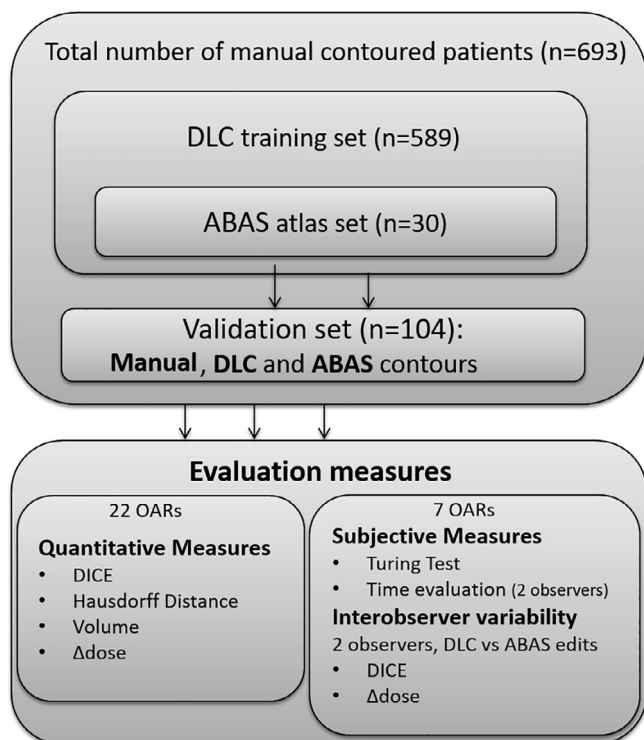 Total number of manual contoured patients (n=693)
DLC training set (n=589)
ABAS atlas set (n=30)
Validation set (n=104):
Manual, DLC and ABAS contours
Evaluation measures
22 OARs
Quantitative Measures
• DICE
• Hausdorff Distance
• Volume
• Δdose
7 OARs
Subjective Measures
• Turing Test
• Time evaluation (2 observers)
Interobserver variability
2 observers, DLC vs ABAS edits
• DICE
• Δdose